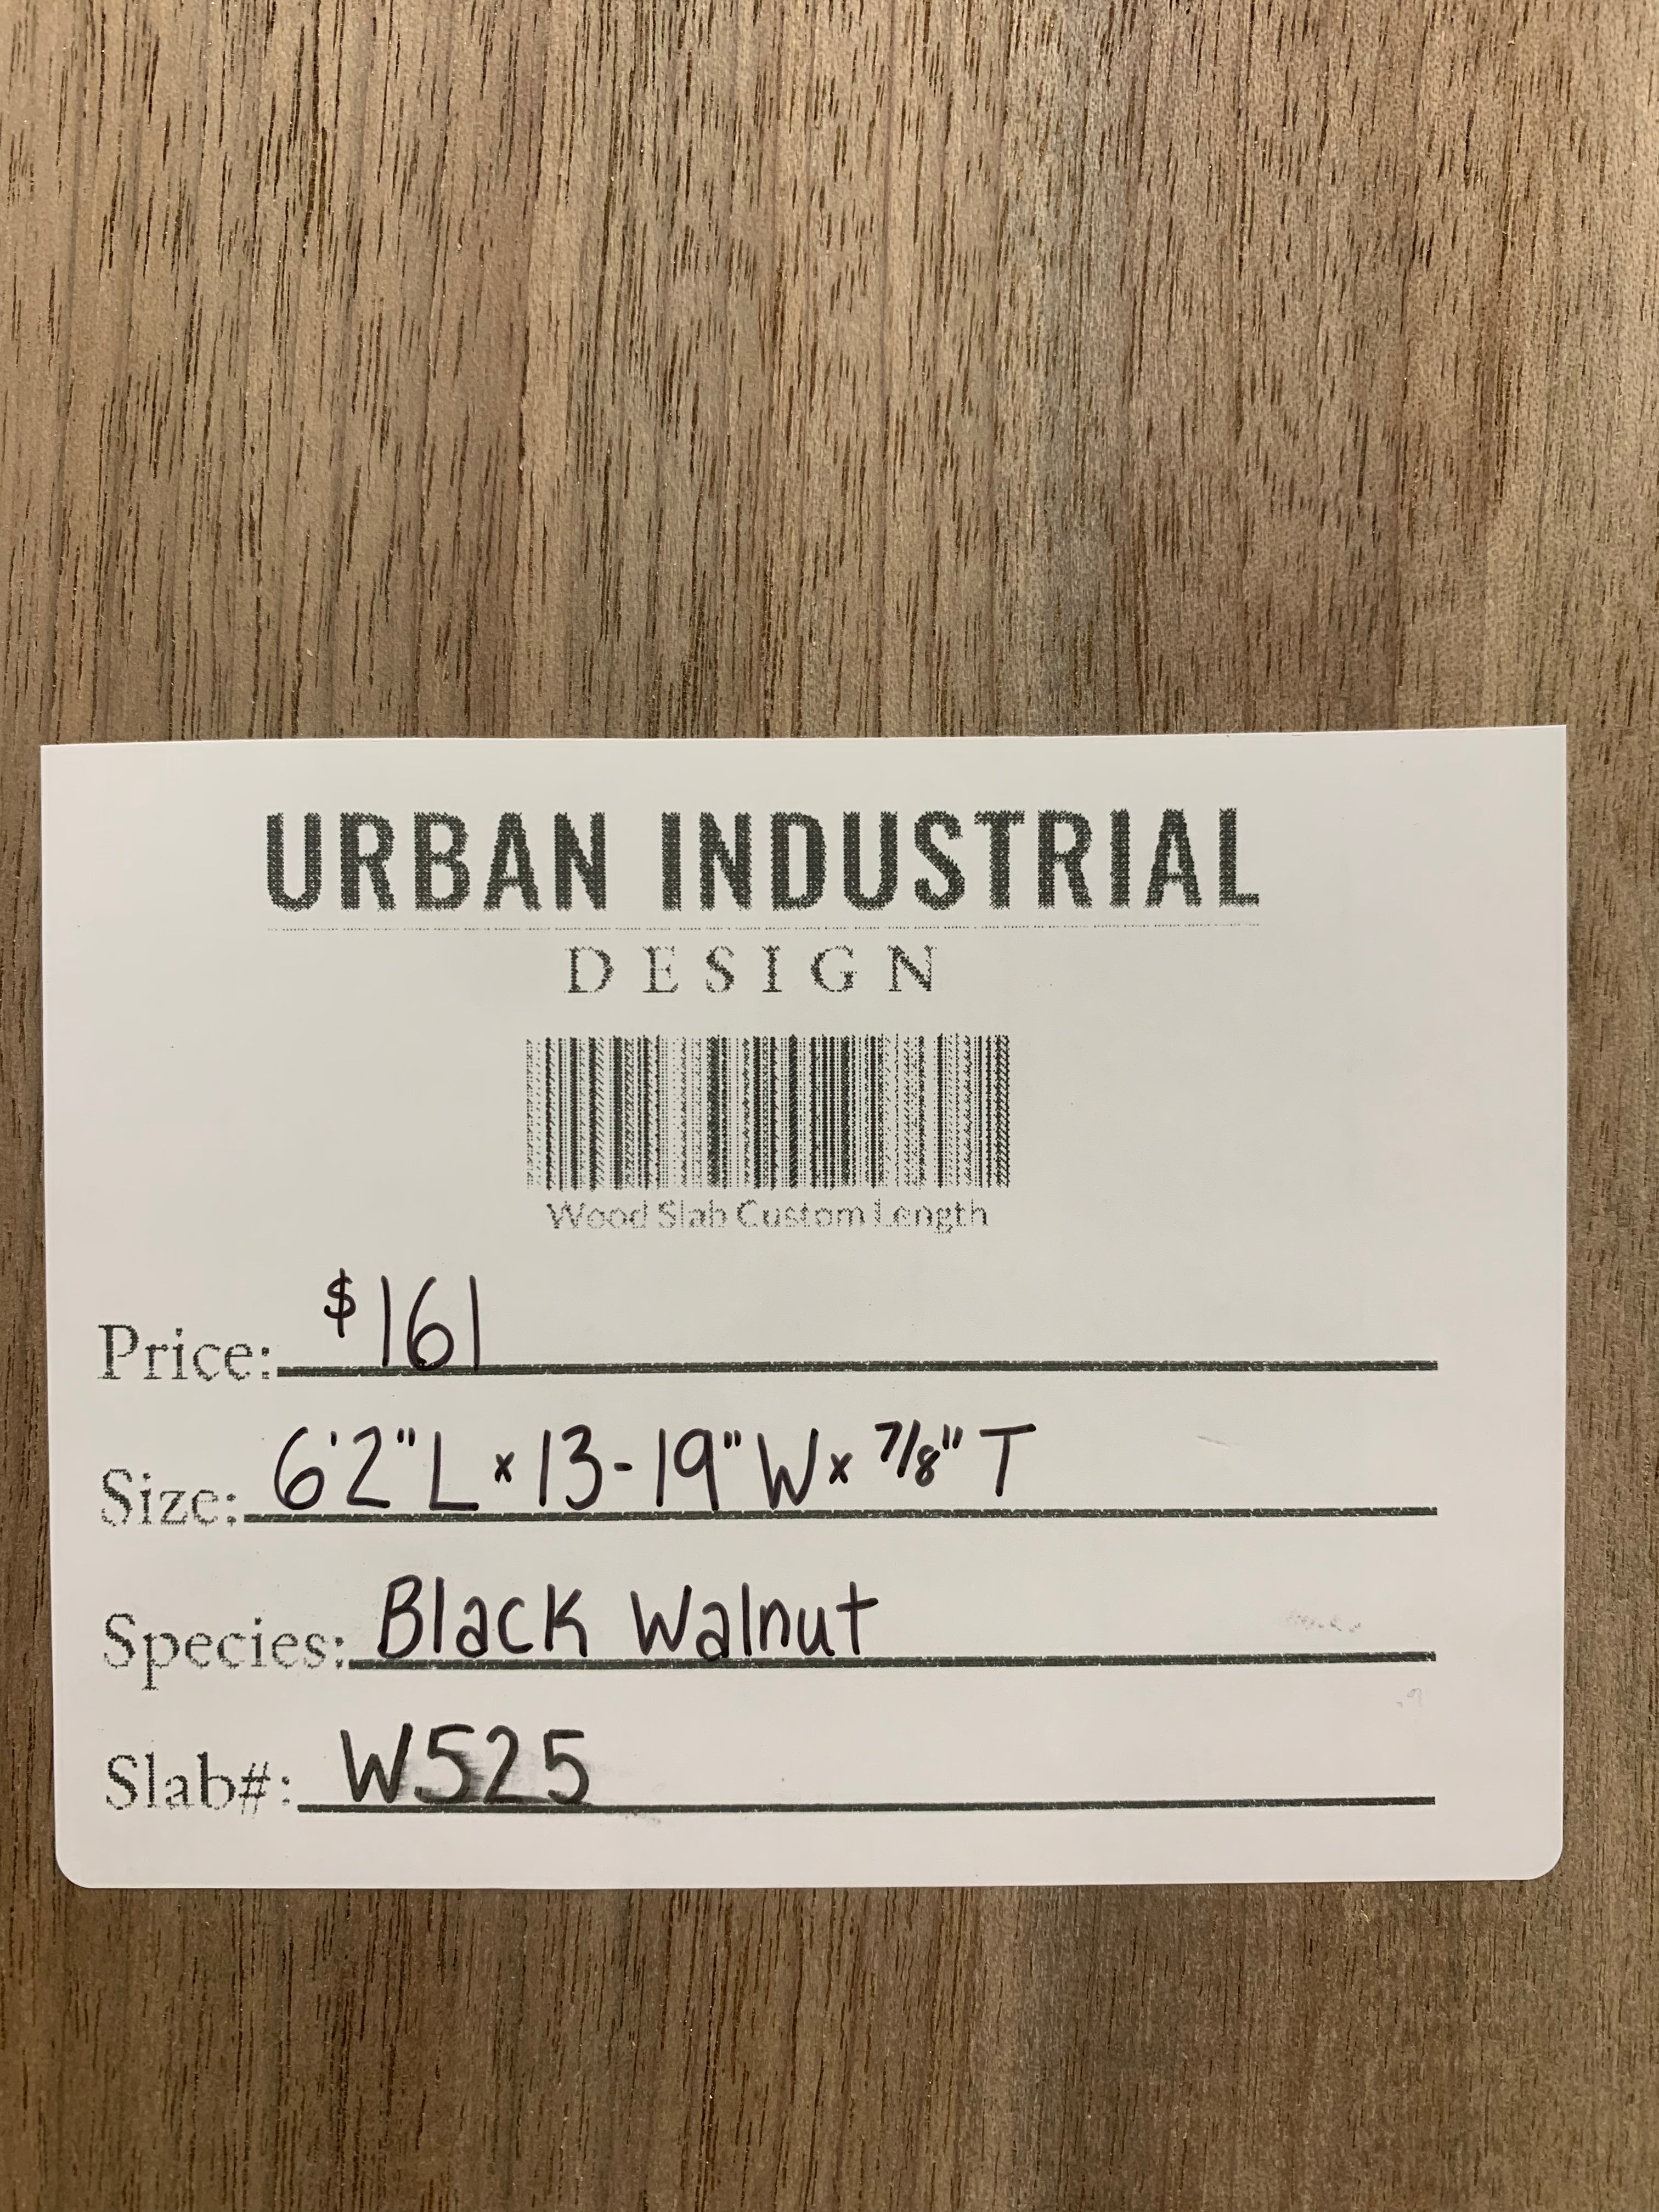 URBAN INDUSTRIAL
DESIGN
Wood Slab Custom Length
Price: $161
Size: 6'2" L x 13-19" W x 7/8" T
Species: Black Walnut
Slab#: W525